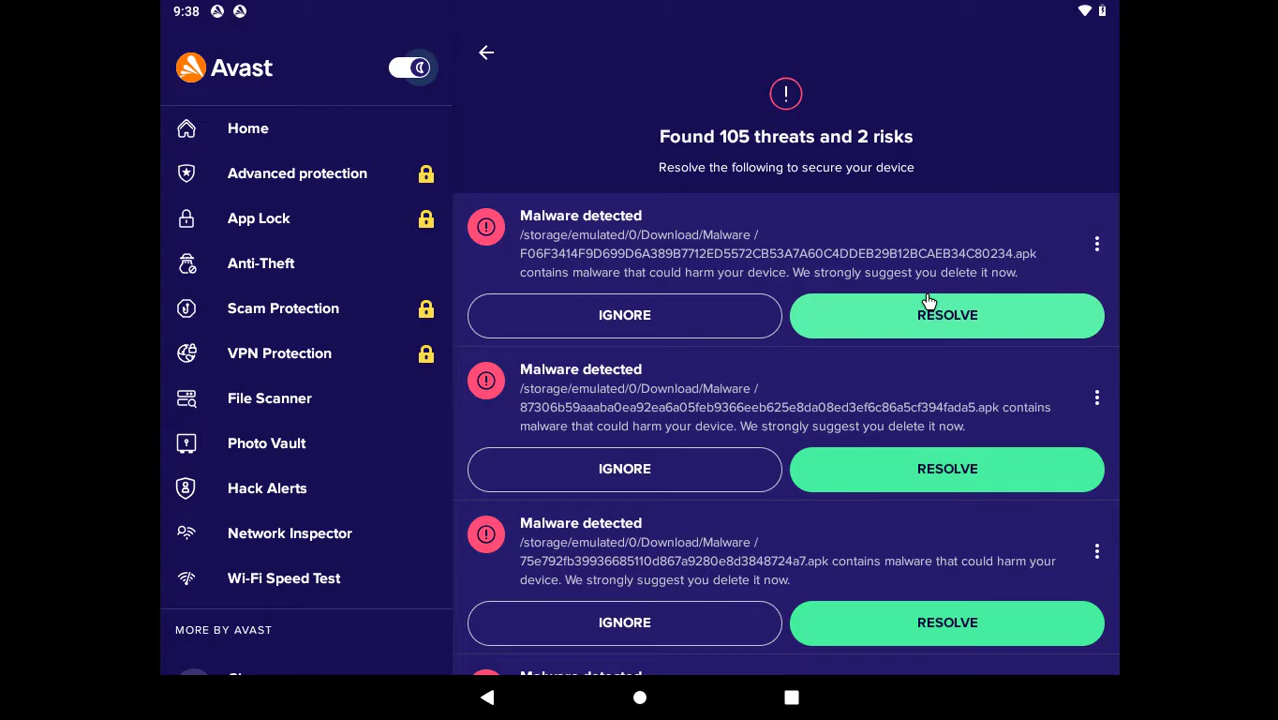 9:38
Avast
Home
Advanced protection
App Lock
Anti-Theft
Scam Protection
VPN Protection
File Scanner
Photo Vault
Hack Alerts
Network Inspector
Wi-Fi Speed Test
MORE BY AVAST
Found 105 threats and 2 risks
Resolve the following to secure your device
Malware detected
/storage/emulated/0/Download/Malware /
F06F3414F9D699D6A389B7712ED5572CB53A7A60C4DDEB29B12BCAEB34C80234.apk
contains malware that could harm your device. We strongly suggest you delete it now.
IGNORE
RESOLVE
Malware detected
/storage/emulated/0/Download/Malware /
87306b59aaaba0ea92ea6a05feb9366eeb625e8da08ed3ef6c86a5cf394fada5.apk contains
malware that could harm your device. We strongly suggest you delete it now.
IGNORE
RESOLVE
Malware detected
/storage/emulated/0/Download/Malware /
75e792fb39936685110d867a9280e8d3848724a7.apk contains malware that could harm your
device. We strongly suggest you delete it now.
IGNORE
RESOLVE
Malware detected